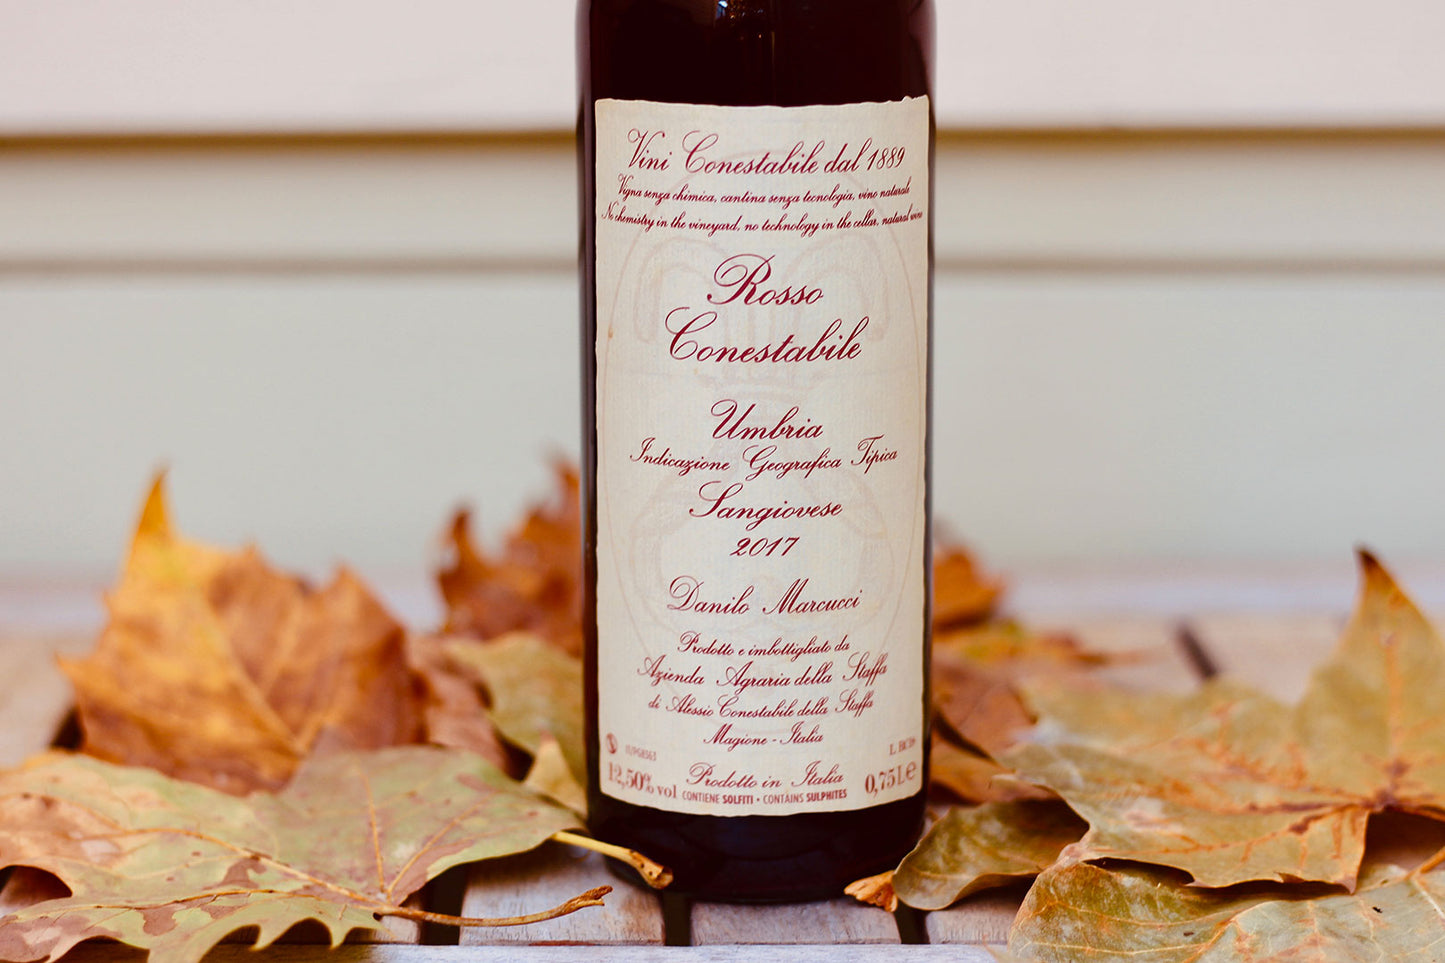 Vini Conestabile dal 1889
Vigna senza chimica, cantina senza tecnologia, vino naturale
No chemistry in the vineyard, no technology in the cellar, natural wine
Rosso
Conestabile
Umbria
Indicazione Geografica Tipica
Sangiovese
2017
Danilo Marcucci
Prodotto e imbottigliato da
Azienda Agraria della Staffa
di Alessio Conestabile della Staffa
Magione - Italia
IT/PG8563
12,50% vol
Prodotto in Italia
0,75 L e
CONTIENE SOLFITI • CONTAINS SULPHITES